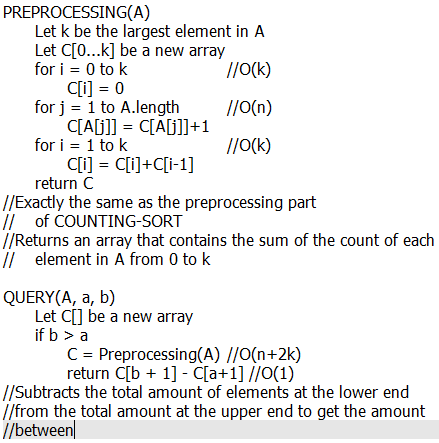 PREPROCESSING(A)
Let k be the largest element in A
Let C[0...k] be a new array
for i = 0 to k //O(k)
C[i] = 0
for j = 1 to A.length //O(n)
C[A[j]] = C[A[j]]+1
for i = 1 to k //O(k)
C[i] = C[i]+C[i-1]
return C
//Exactly the same as the preprocessing part
// of COUNTING-SORT
//Returns an array that contains the sum of the count of each
// element in A from 0 to k
QUERY(A, a, b)
Let C[] be a new array
if b > a
C = Preprocessing(A) //O(n+2k)
return C[b + 1] - C[a+1] //O(1)
//Subtracts the total amount of elements at the lower end
//from the total amount at the upper end to get the amount
//between